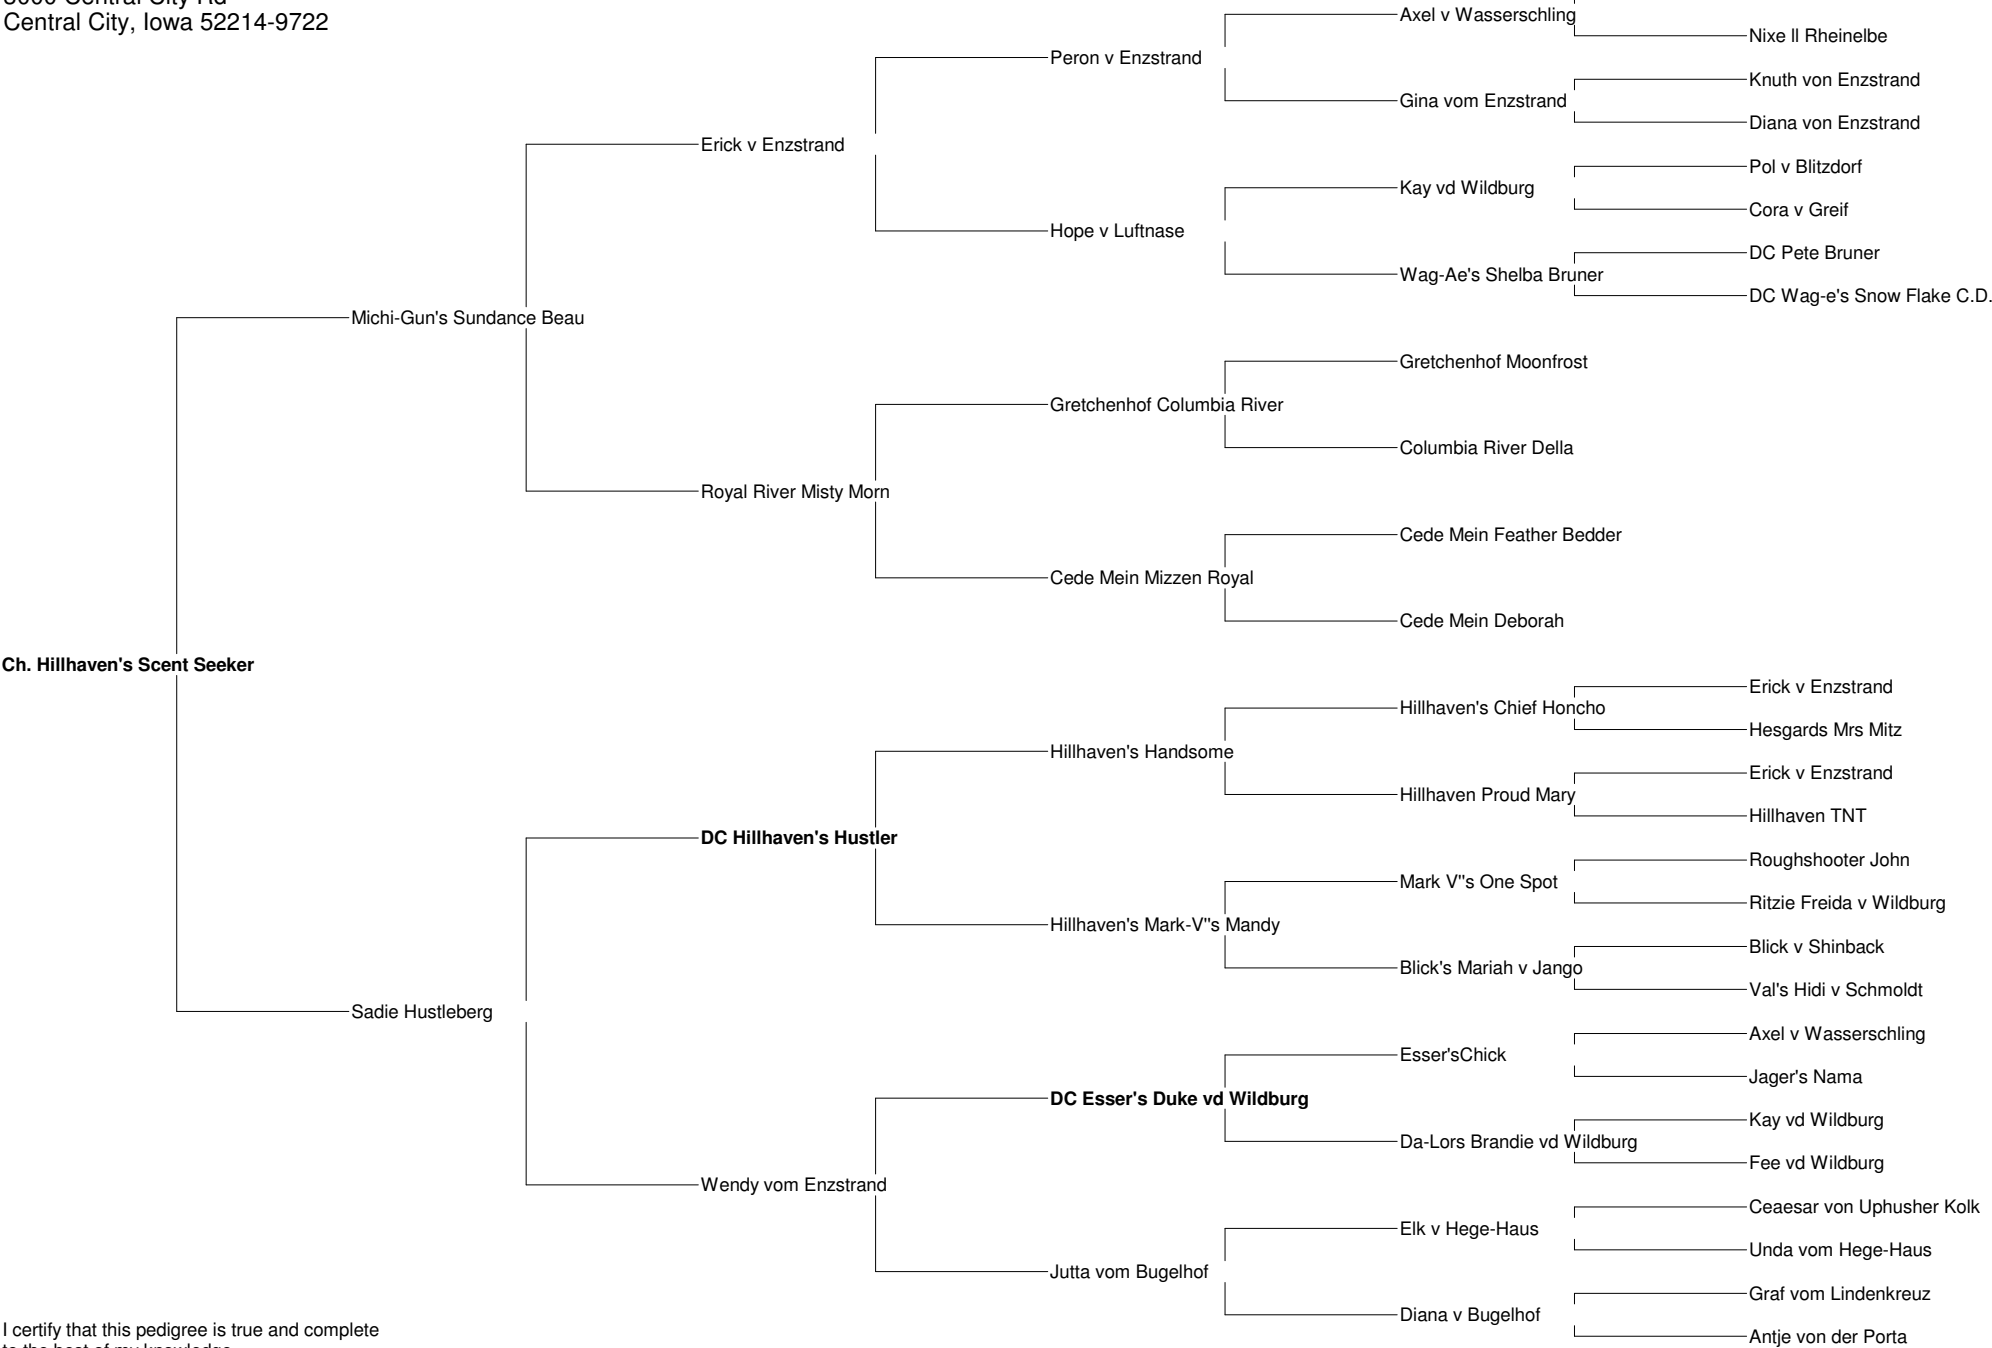 Central City, Iowa 52214-9722
Axel v Wasserschling
Nixe ll Rheinelbe
Peron v Enzstrand
Knuth von Enzstrand
Gina vom Enzstrand
Diana von Enzstrand
Erick v Enzstrand
Pol v Blitzdorf
Kay vd Wildburg
Cora v Greif
Hope v Luftnase
DC Pete Bruner
Wag-Ae's Shelba Bruner
DC Wag-e's Snow Flake C.D.
Michi-Gun's Sundance Beau
Gretchenhof Moonfrost
Gretchenhof Columbia River
Columbia River Della
Royal River Misty Morn
Cede Mein Feather Bedder
Cede Mein Mizzen Royal
Cede Mein Deborah
Ch. Hillhaven's Scent Seeker
Erick v Enzstrand
Hillhaven's Chief Honcho
Hesgards Mrs Mitz
Hillhaven's Handsome
Erick v Enzstrand
Hillhaven Proud Mary
Hillhaven TNT
DC Hillhaven's Hustler
Roughshooter John
Mark V"s One Spot
Ritzie Freida v Wildburg
Hillhaven's Mark-V"s Mandy
Blick v Shinback
Blick's Mariah v Jango
Val's Hidi v Schmoldt
Sadie Hustleberg
Axel v Wasserschling
Esser'sChick
Jager's Nama
DC Esser's Duke vd Wildburg
Kay vd Wildburg
Da-Lors Brandie vd Wildburg
Fee vd Wildburg
Wendy vom Enzstrand
Ceaesar von Uphusher Kolk
Elk v Hege-Haus
Unda vom Hege-Haus
Jutta vom Bugelhof
Graf vom Lindenkreuz
Diana v Bugelhof
Antje von der Porta
I certify that this pedigree is true and complete